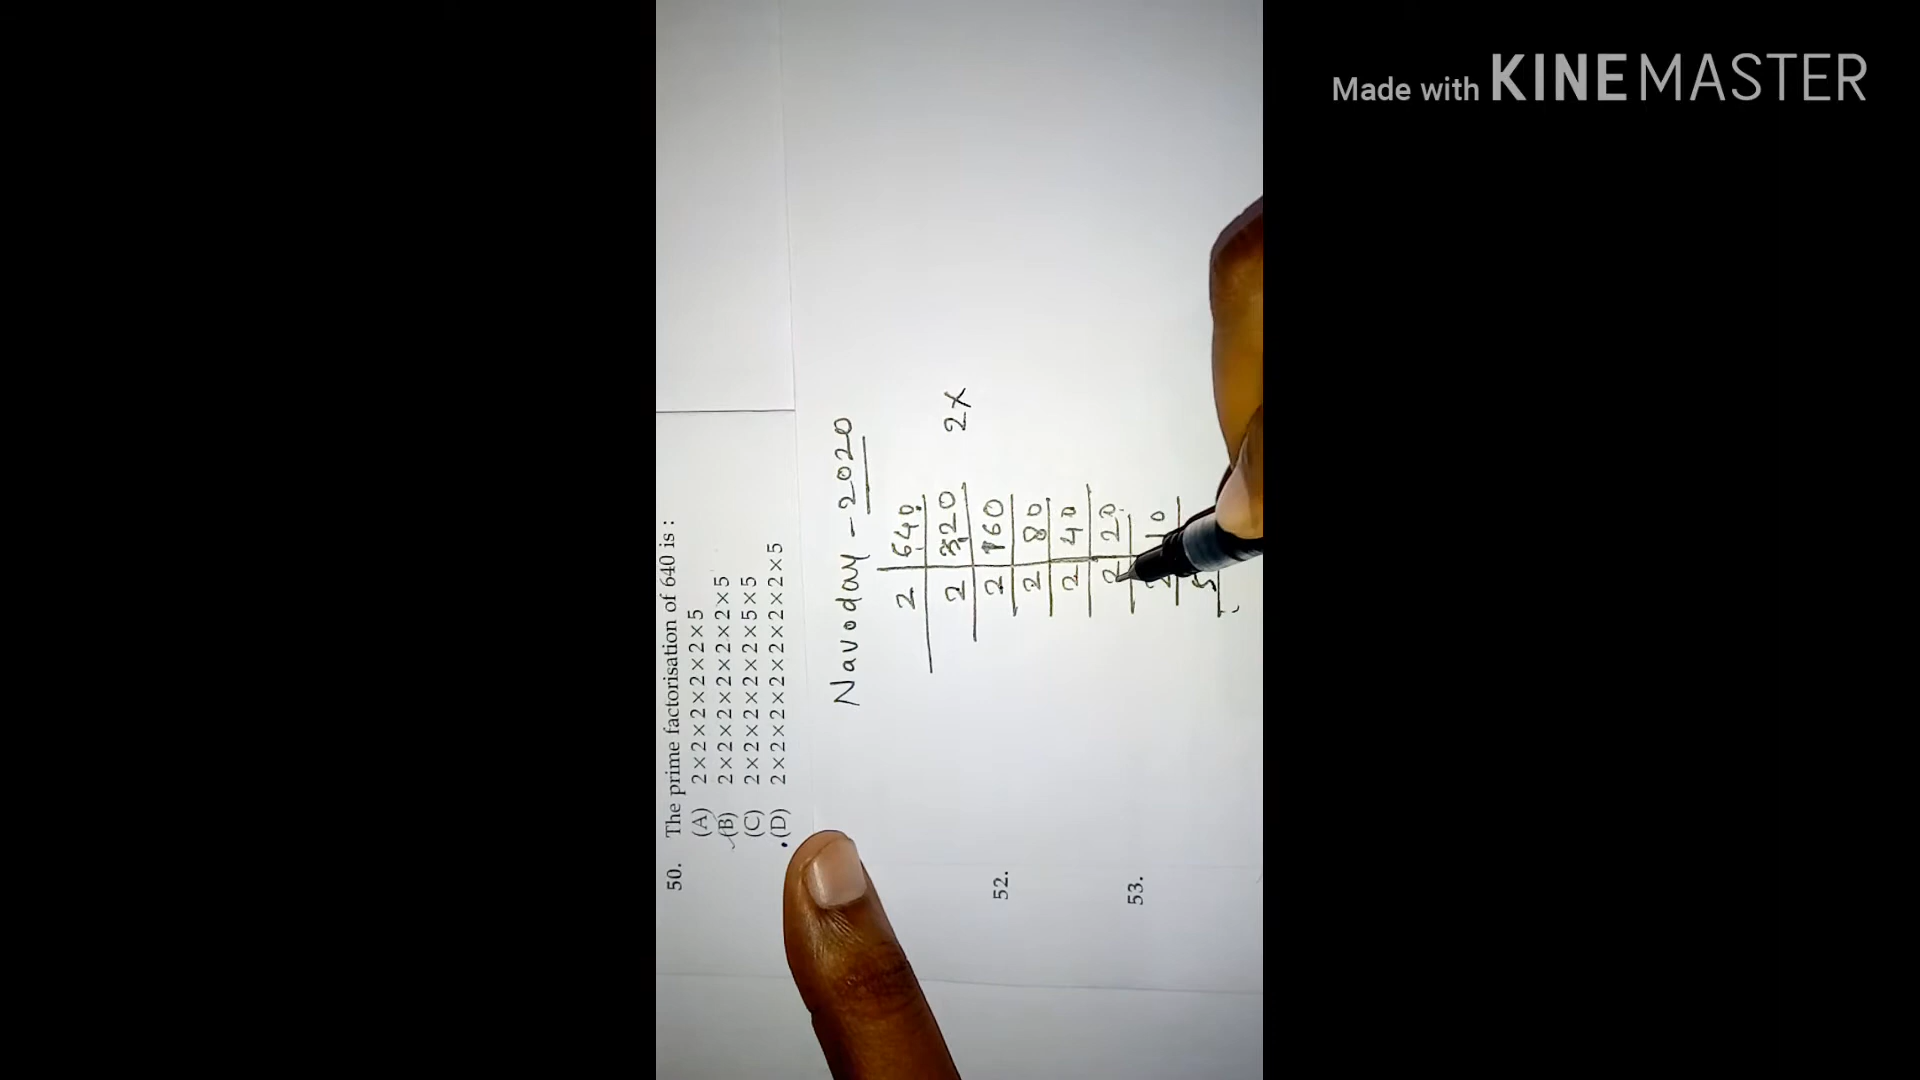 Made with KINEMASTER
50. The prime factorisation of 640 is :
(A) 2×2×2×2×2×5
(B) 2×2×2×2×2×2×5
(C) 2×2×2×2×2×5×5
(D) 2×2×2×2×2×2×2×5
Navoday - 2020
2 640
2 320 2×
2 160
2 80
2 40
2 20
2 10
5
52.
53.